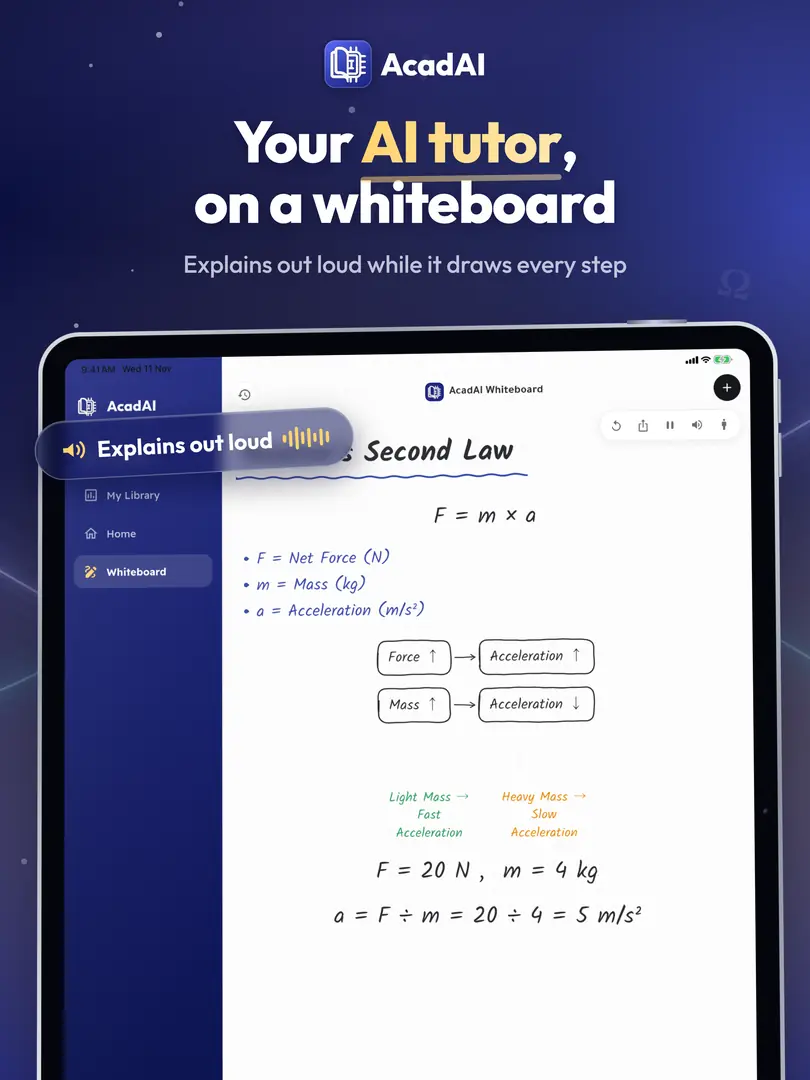 AcadAI
Your AI tutor,
on a whiteboard
Explains out loud while it draws every step
Ω
9:41 AM Wed 11 Nov
AcadAI Whiteboard
+
AcadAI
Explains out loud
s Second Law
My Library
Home
Whiteboard
F = m × a
• F = Net Force (N)
• m = Mass (kg)
• a = Acceleration (m/s²)
Force ↑ → Acceleration ↑
Mass ↑ → Acceleration ↓
Light Mass →
Fast
Acceleration
Heavy Mass →
Slow
Acceleration
F = 20 N , m = 4 kg
a = F ÷ m = 20 ÷ 4 = 5 m/s²